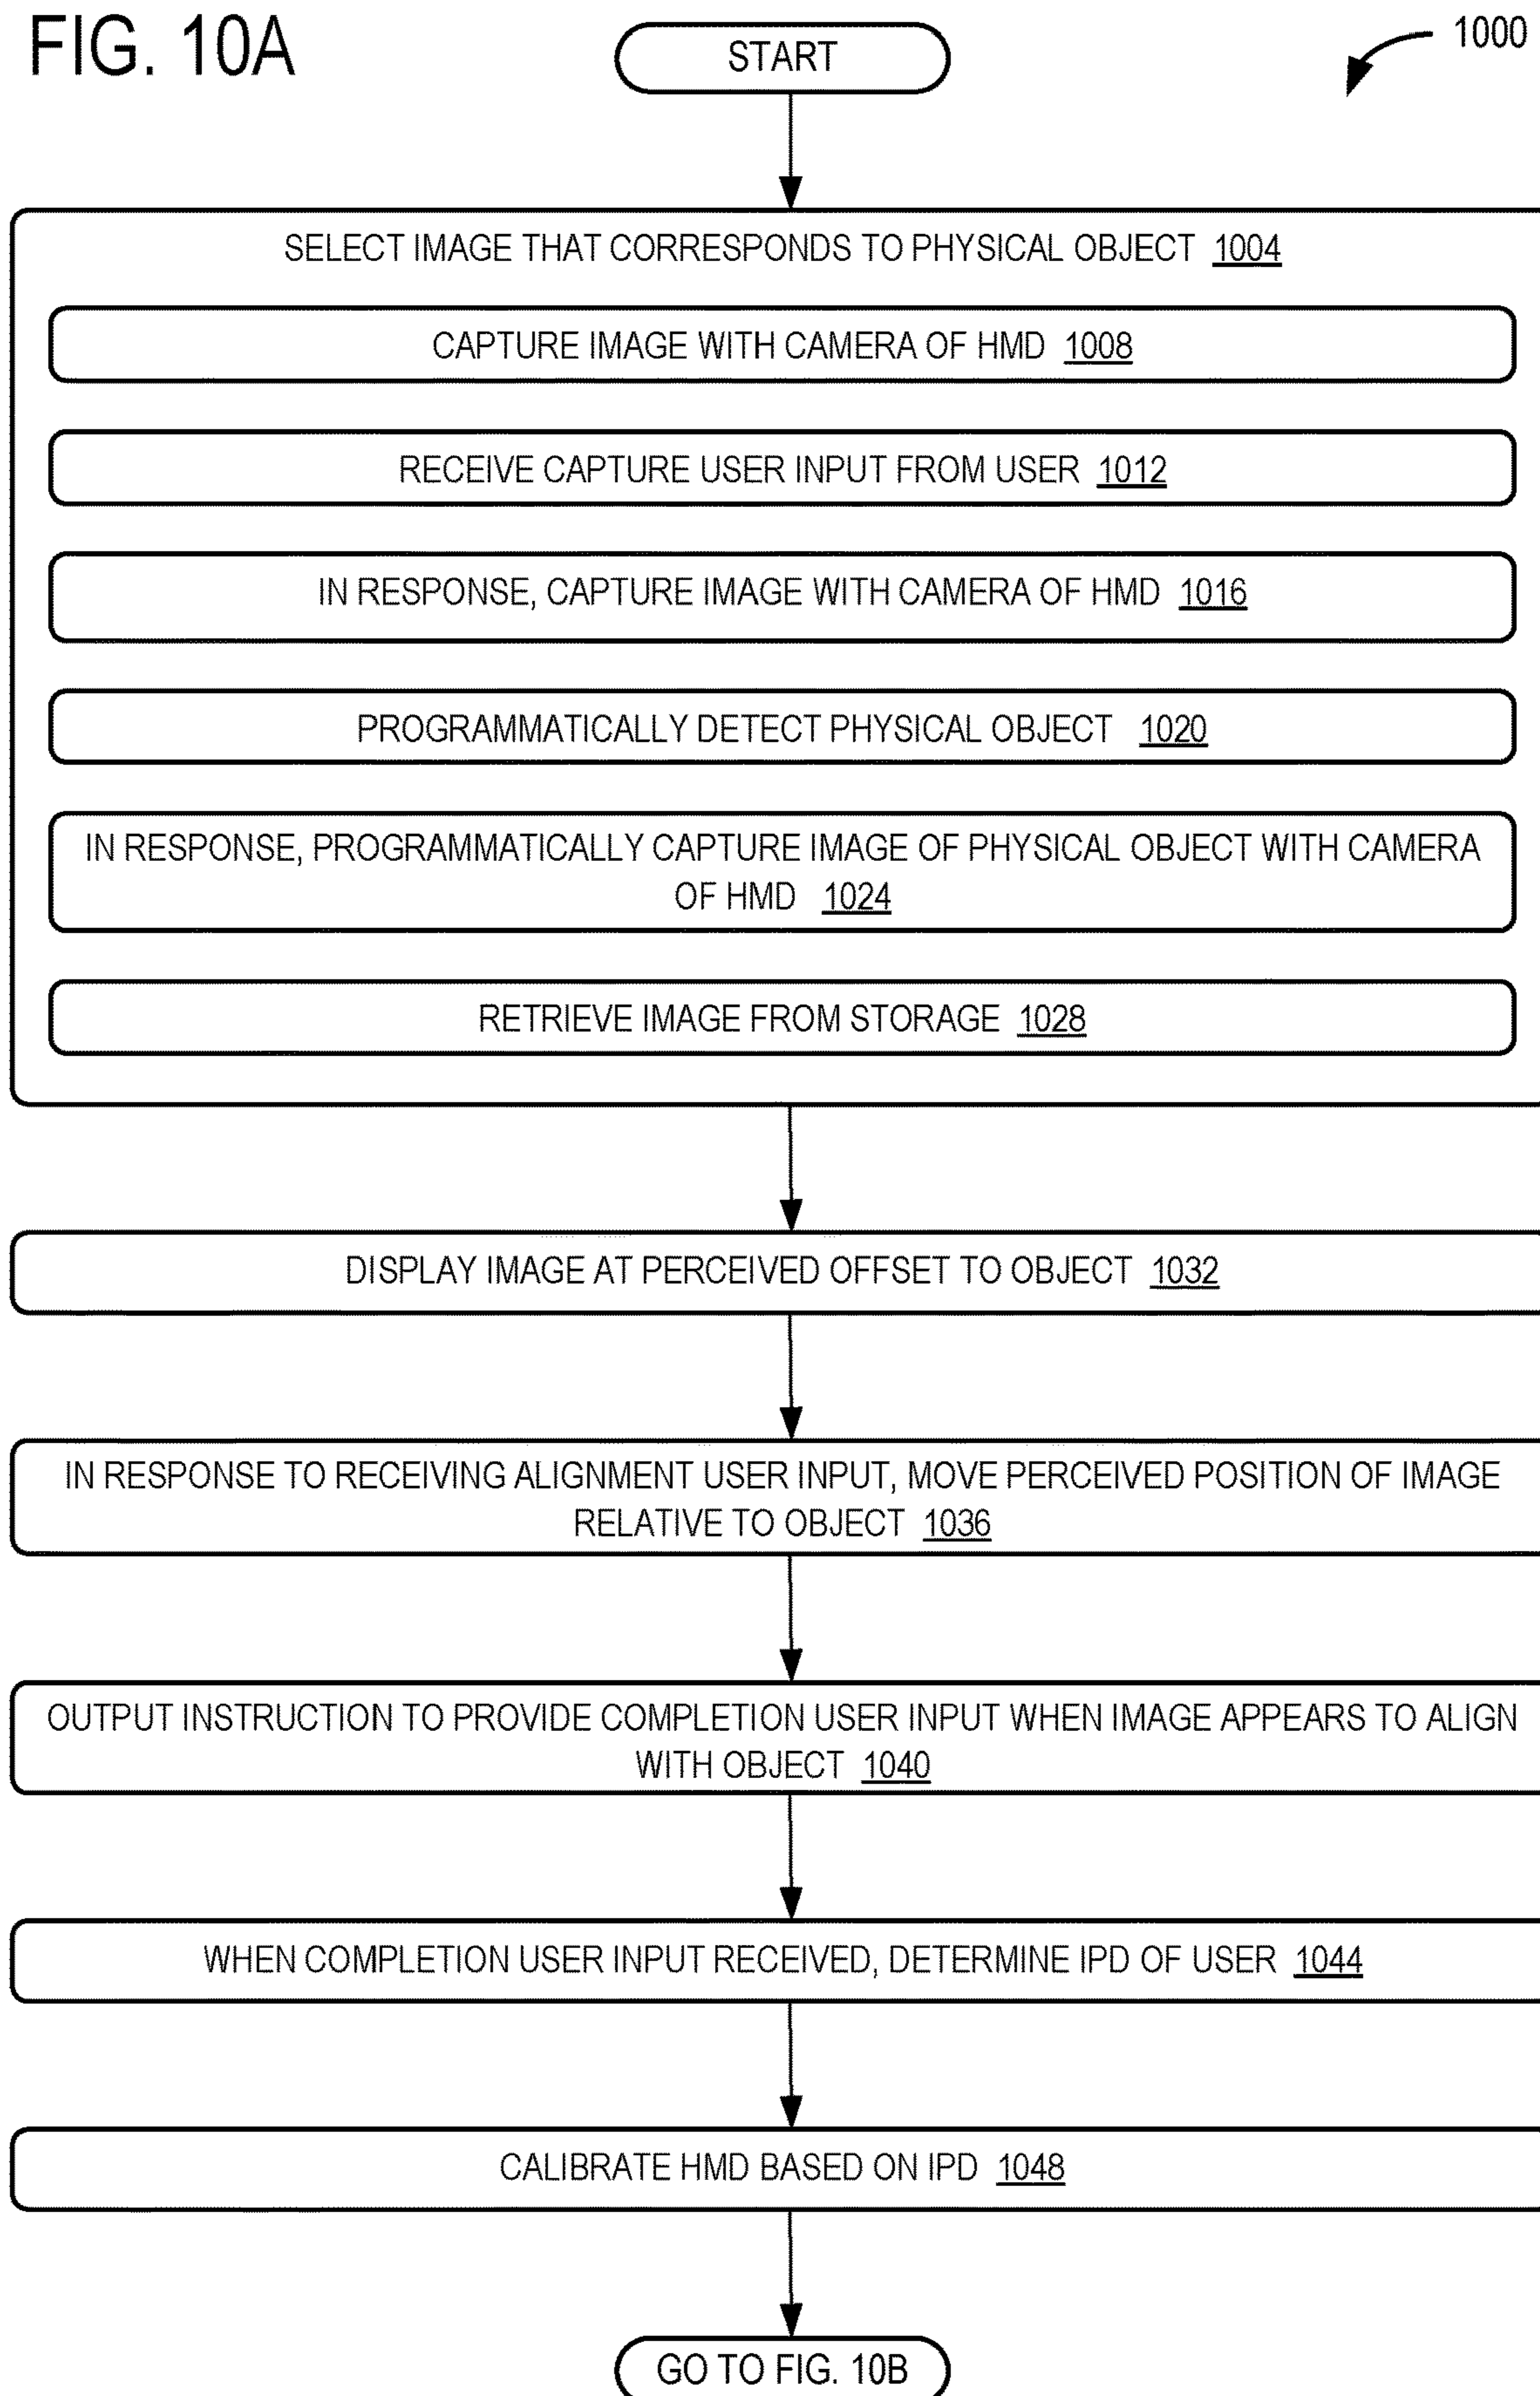 FIG. 10A
START
1000
SELECT IMAGE THAT CORRESPONDS TO PHYSICAL OBJECT 1004
CAPTURE IMAGE WITH CAMERA OF HMD 1008
RECEIVE CAPTURE USER INPUT FROM USER 1012
IN RESPONSE, CAPTURE IMAGE WITH CAMERA OF HMD 1016
PROGRAMMATICALLY DETECT PHYSICAL OBJECT 1020
IN RESPONSE, PROGRAMMATICALLY CAPTURE IMAGE OF PHYSICAL OBJECT WITH CAMERA
OF HMD 1024
RETRIEVE IMAGE FROM STORAGE 1028
DISPLAY IMAGE AT PERCEIVED OFFSET TO OBJECT 1032
IN RESPONSE TO RECEIVING ALIGNMENT USER INPUT, MOVE PERCEIVED POSITION OF IMAGE
RELATIVE TO OBJECT 1036
OUTPUT INSTRUCTION TO PROVIDE COMPLETION USER INPUT WHEN IMAGE APPEARS TO ALIGN
WITH OBJECT 1040
WHEN COMPLETION USER INPUT RECEIVED, DETERMINE IPD OF USER 1044
CALIBRATE HMD BASED ON IPD 1048
GO TO FIG. 10B